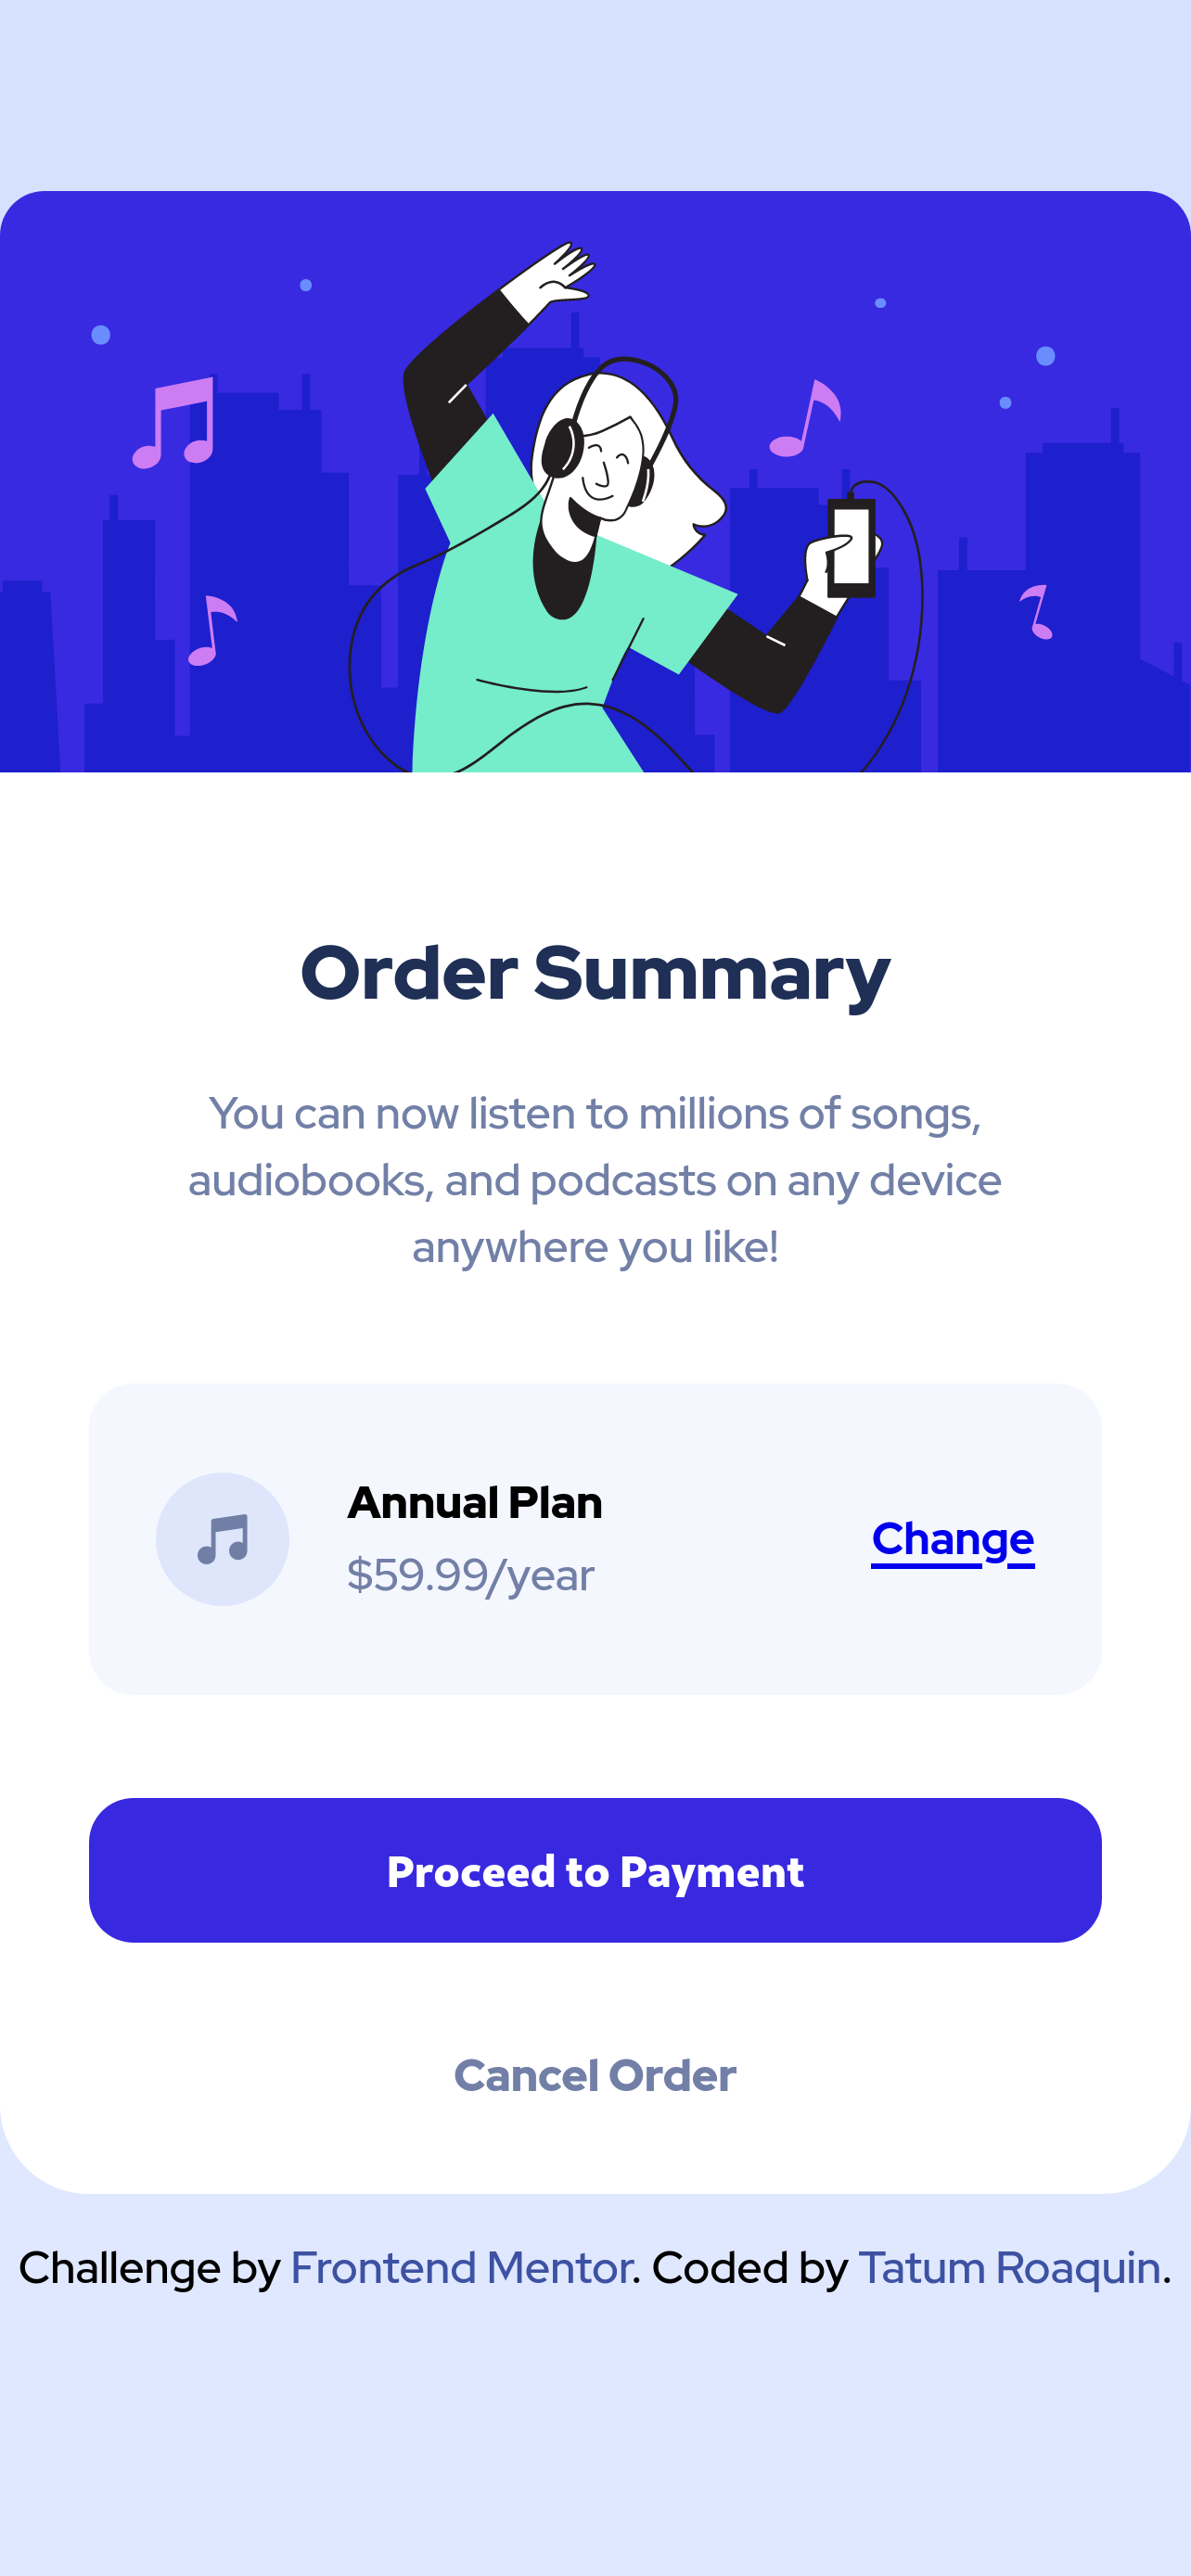 Order Summary
You can now listen to millions of songs,
audiobooks, and podcasts on any device
anywhere you like!
Annual Plan
$59.99/year
Change
Proceed to Payment
Cancel Order
Challenge by Frontend Mentor. Coded by Tatum Roaquin.